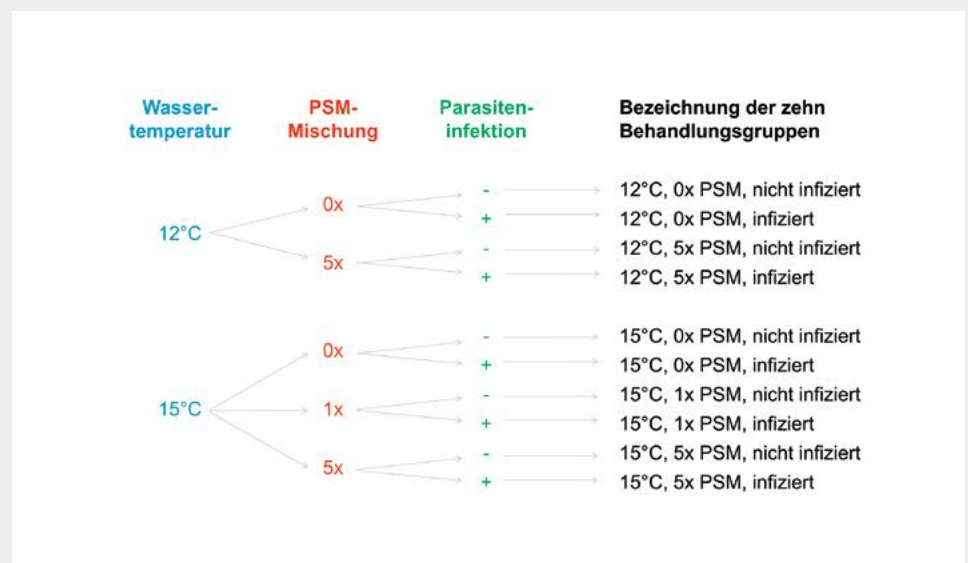 Wasser-
temperatur
PSM-
Mischung
Parasiten-
infektion
Bezeichnung der zehn
Behandlungsgruppen
12°C
0x
-
12°C, 0x PSM, nicht infiziert
+
12°C, 0x PSM, infiziert
5x
-
12°C, 5x PSM, nicht infiziert
+
12°C, 5x PSM, infiziert
15°C
0x
-
15°C, 0x PSM, nicht infiziert
+
15°C, 0x PSM, infiziert
1x
-
15°C, 1x PSM, nicht infiziert
+
15°C, 1x PSM, infiziert
5x
-
15°C, 5x PSM, nicht infiziert
+
15°C, 5x PSM, infiziert